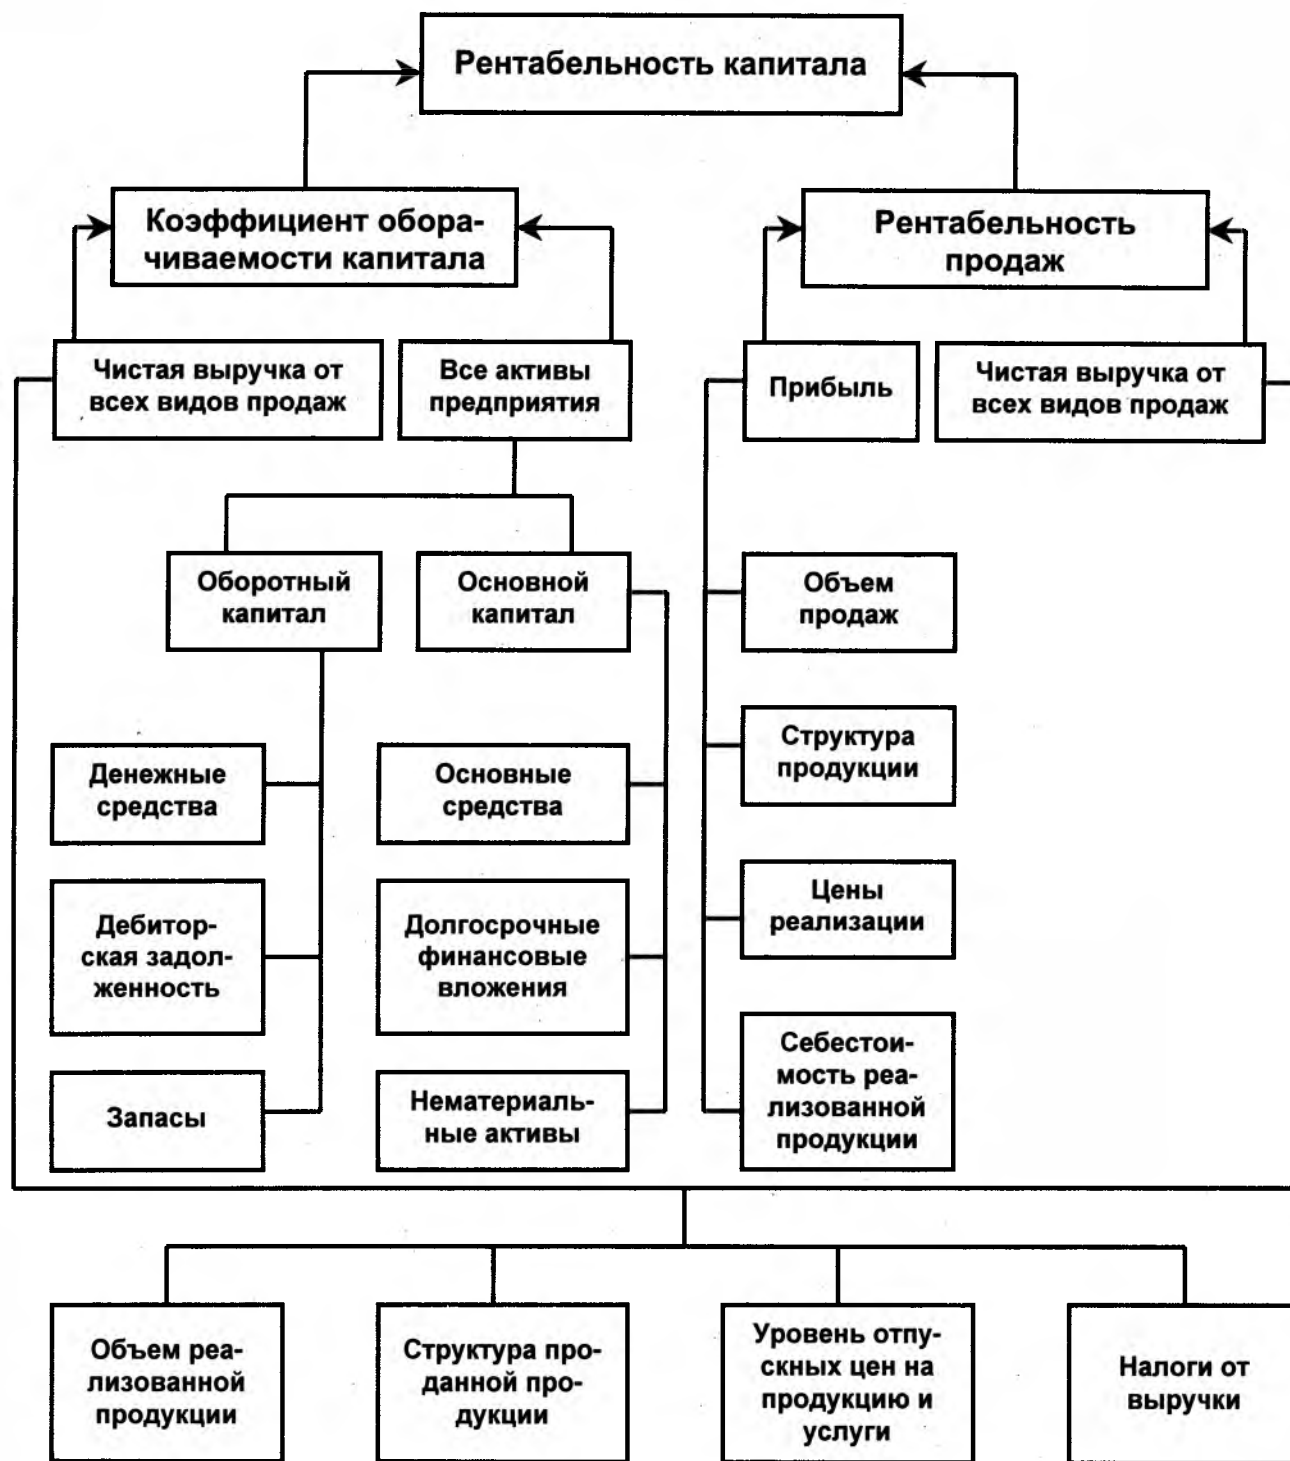 Рентабельность капитала
Коэффициент обора-
чиваемости капитала
Рентабельность
продаж
Чистая выручка от
всех видов продаж
Все активы
предприятия
Прибыль
Чистая выручка от
всех видов продаж
Оборотный
капитал
Основной
капитал
Объем
продаж
Структура
продукции
Денежные
средства
Основные
средства
Цены
реализации
Дебитор-
ская задол-
женность
Долгосрочные
финансовые
вложения
Себестои-
мость реа-
лизованной
продукции
Запасы
Нематериаль-
ные активы
Объем реа-
лизованной
продукции
Структура про-
данной про-
дукции
Уровень отпу-
скных цен на
продукцию и
услуги
Налоги от
выручки